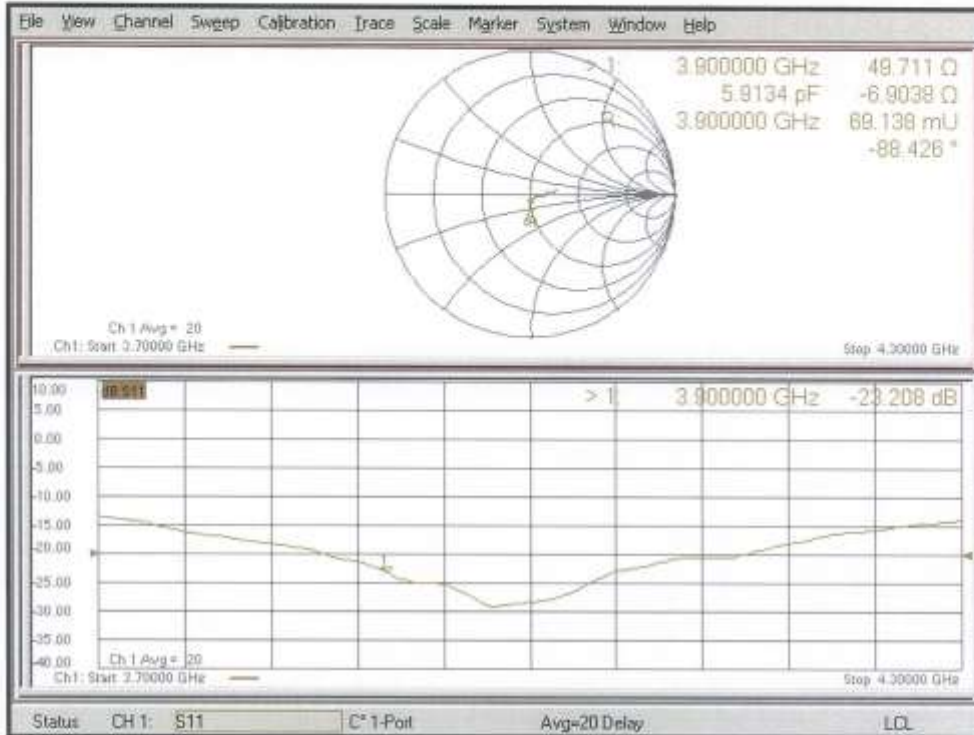 File View Channel Sweep Calibration Trace Scale Marker System Window Help
> 1 3.900000 GHz 49.711 Ω
5.9134 pF -6.9038 Ω
3.900000 GHz 69.138 mU
-88.426 °
Ch 1 Avg = 20
Ch1: Start 3.70000 GHz Stop 4.30000 GHz
10.00 dB S11 > 1 3.900000 GHz -23.208 dB
5.00
0.00
-5.00
-10.00
-15.00
-20.00
1
-25.00
-30.00
-35.00
-40.00
Ch 1 Avg = 20
Ch1: Start 3.70000 GHz Stop 4.30000 GHz
Status CH 1: S11 C* 1-Port Avg=20 Delay LCL